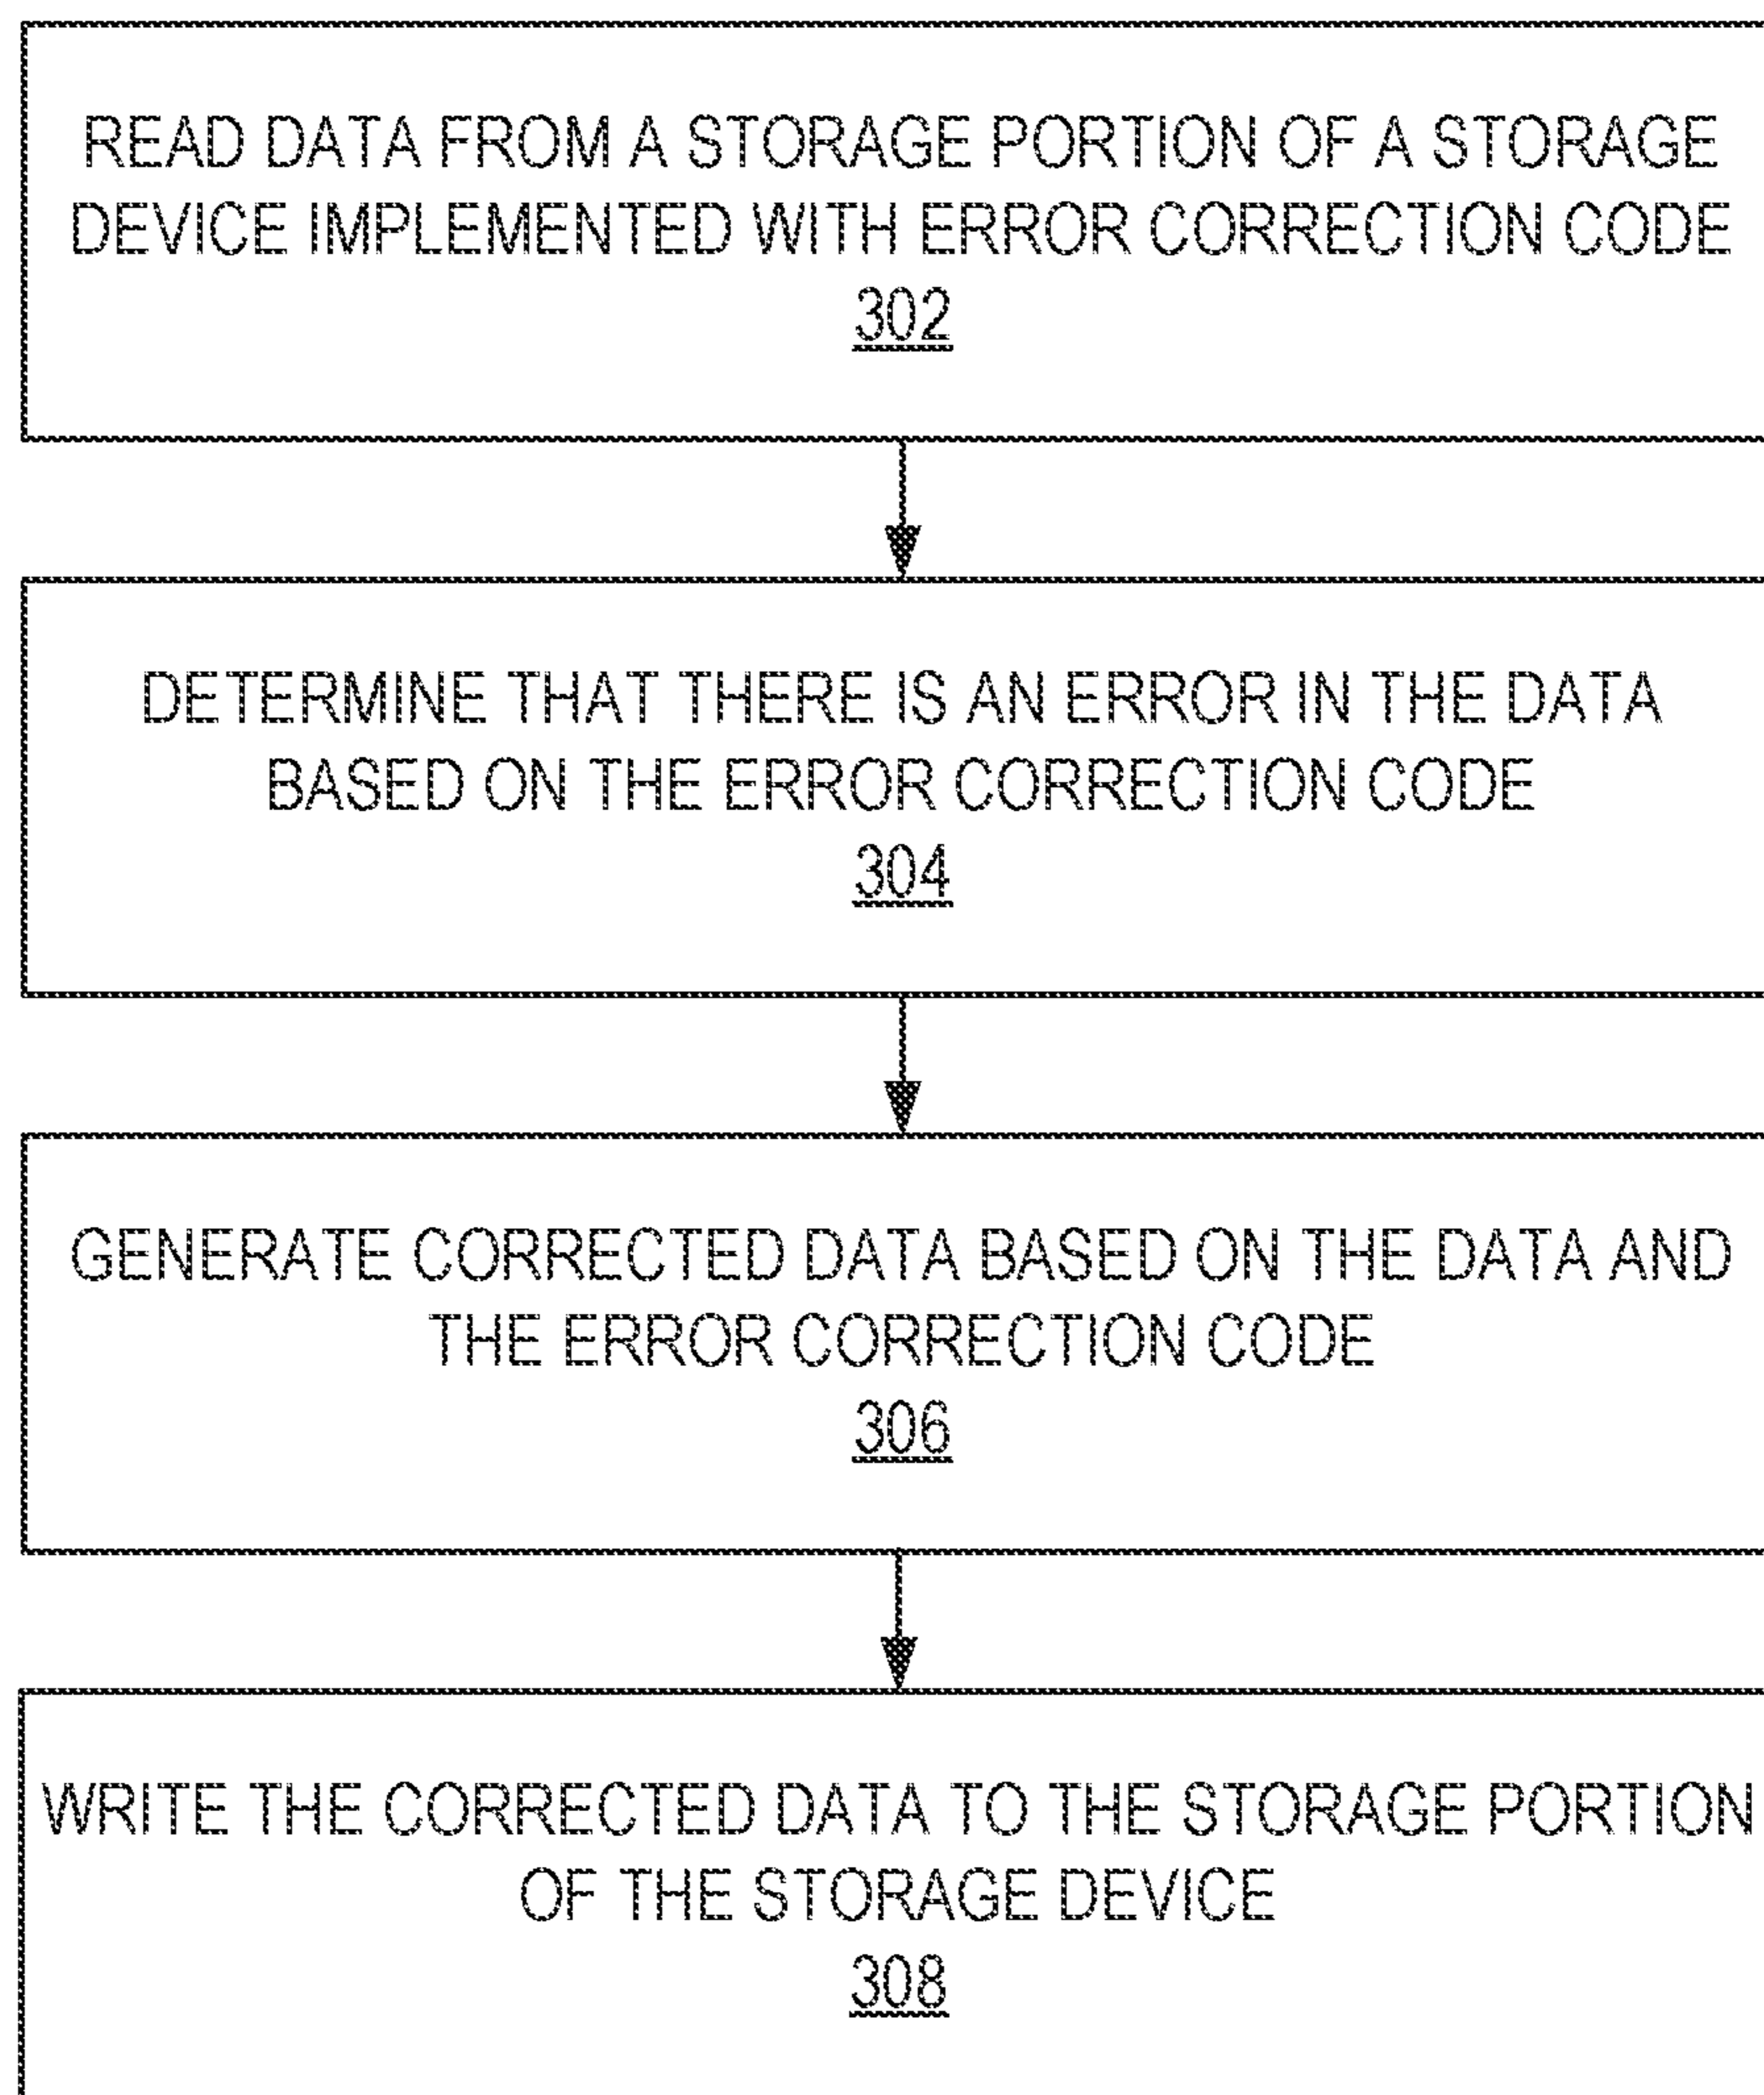 READ DATA FROM A STORAGE PORTION OF A STORAGE
DEVICE IMPLEMENTED WITH ERROR CORRECTION CODE
302
DETERMINE THAT THERE IS AN ERROR IN THE DATA
BASED ON THE ERROR CORRECTION CODE
304
GENERATE CORRECTED DATA BASED ON THE DATA AND
THE ERROR CORRECTION CODE
306
WRITE THE CORRECTED DATA TO THE STORAGE PORTION
OF THE STORAGE DEVICE
308